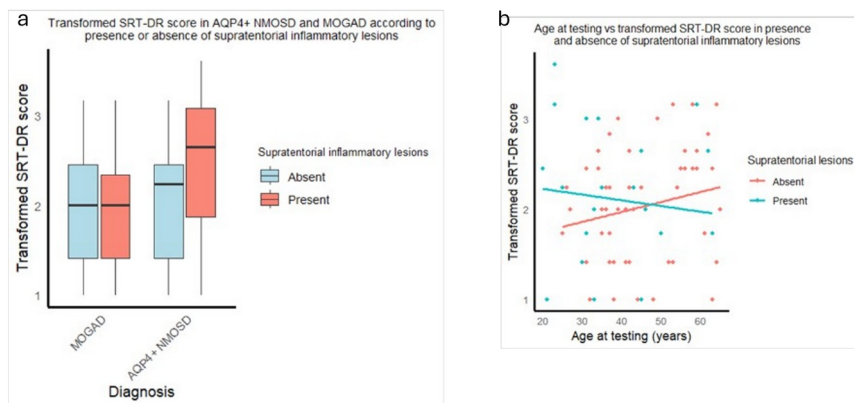 a
Transformed SRT-DR score in AQP4+ NMOSD and MOGAD according to
presence or absence of supratentorial inflammatory lesions
Transformed SRT-DR score
3
2
1
MOGAD
AQP4+ NMOSD
Diagnosis
Supratentorial inflammatory lesions
Absent
Present
b
Age at testing vs transformed SRT-DR score in presence
and absence of supratentorial inflammatory lesions
Transformed SRT-DR score
3
2
1
20 30 40 50 60
Age at testing (years)
Supratentorial lesions
Absent
Present